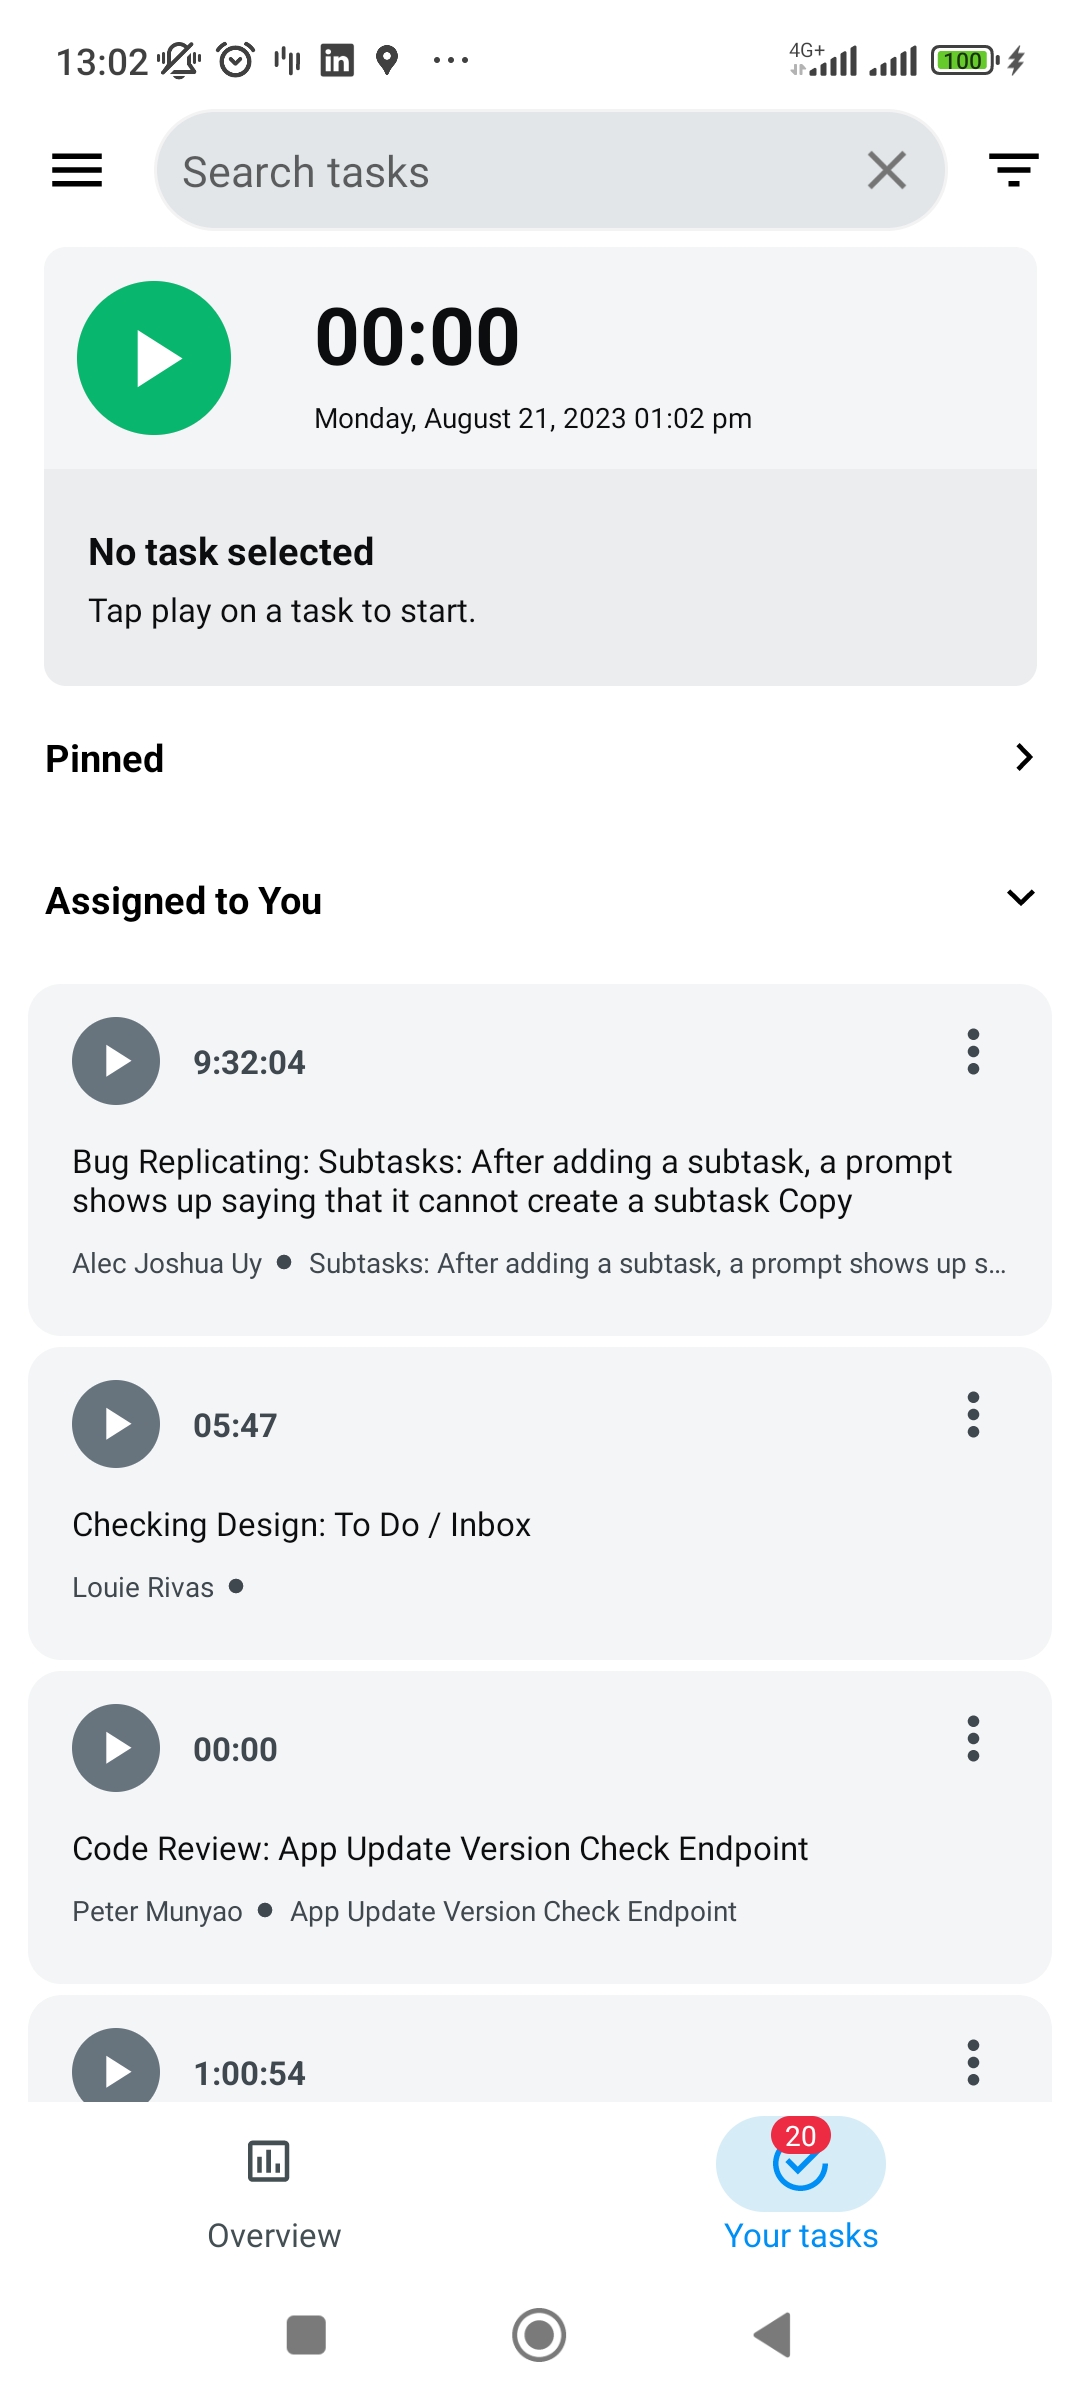 13:02
4G+
100
Search tasks
00:00
Monday, August 21, 2023 01:02 pm
No task selected
Tap play on a task to start.
Pinned
Assigned to You
9:32:04
Bug Replicating: Subtasks: After adding a subtask, a prompt
shows up saying that it cannot create a subtask Copy
Alec Joshua Uy ● Subtasks: After adding a subtask, a prompt shows up s...
05:47
Checking Design: To Do / Inbox
Louie Rivas ●
00:00
Code Review: App Update Version Check Endpoint
Peter Munyao ● App Update Version Check Endpoint
1:00:54
20
Overview
Your tasks